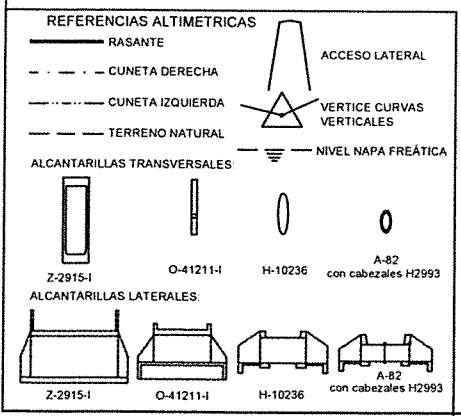 REFERENCIAS ALTIMETRICAS
RASANTE
CUNETA DERECHA
CUNETA IZQUIERDA
TERRENO NATURAL
ACCESO LATERAL
VERTICE CURVAS
VERTICALES
NIVEL NAPA FREÁTICA
ALCANTARILLAS TRANSVERSALES:
Z-2915-I
O-41211-I
H-10236
A-82
con cabezales H2993
ALCANTARILLAS LATERALES:
Z-2915-I
O-41211-I
H-10236
A-82
con cabezales H2993